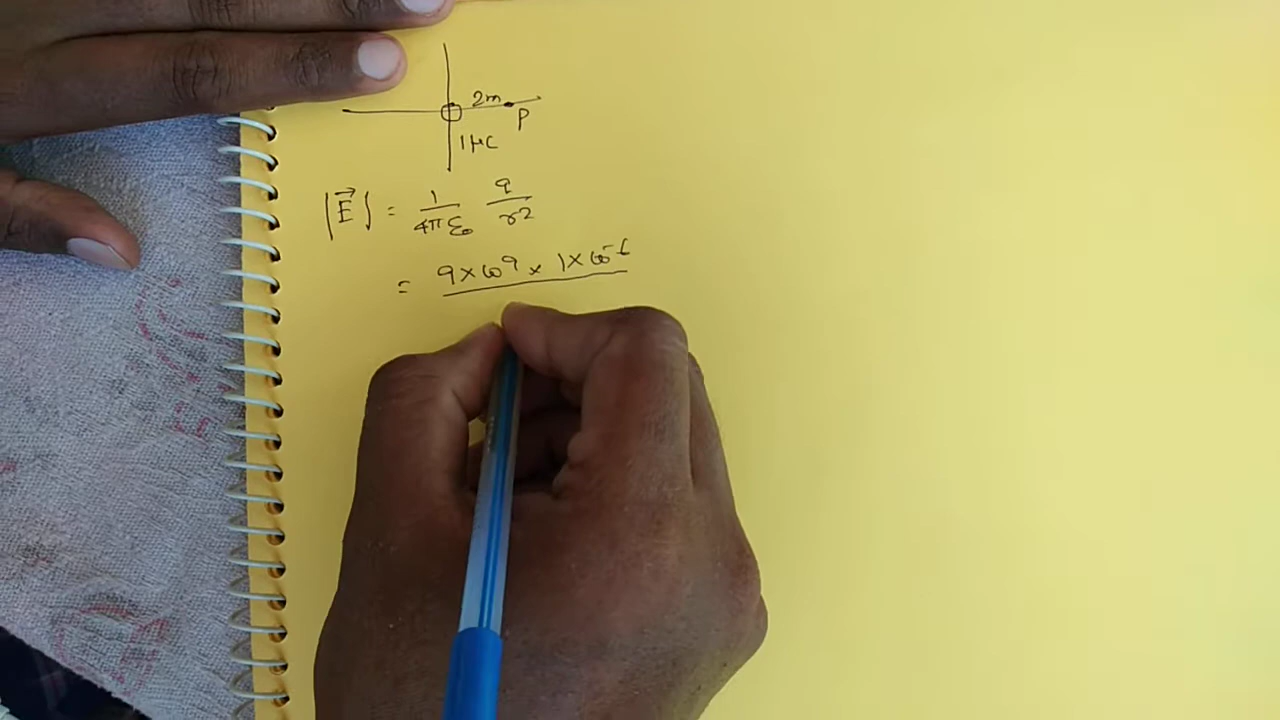 2m
P
1μC
|E⃗| = 1/4πε₀ q/r²
= 9×10⁹ × 1×10⁻⁶